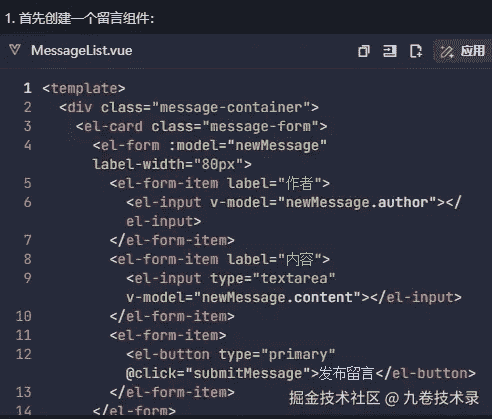 1. 首先创建一个留言组件：
MessageList.vue
应用
1 <template>
2 <div class="message-container">
3 <el-card class="message-form">
4 <el-form :model="newMessage"
label-width="80px">
5 <el-form-item label="作者">
6 <el-input v-model="newMessage.author"></
el-input>
7 </el-form-item>
8 <el-form-item label="内容">
9 <el-input type="textarea"
v-model="newMessage.content"></el-input>
10 </el-form-item>
11 <el-form-item>
12 <el-button type="primary"
@click="submitMessage">发布留言</el-button>
13 </el-form-item>
14 </el-form>
掘金技术社区 @ 九卷技术录